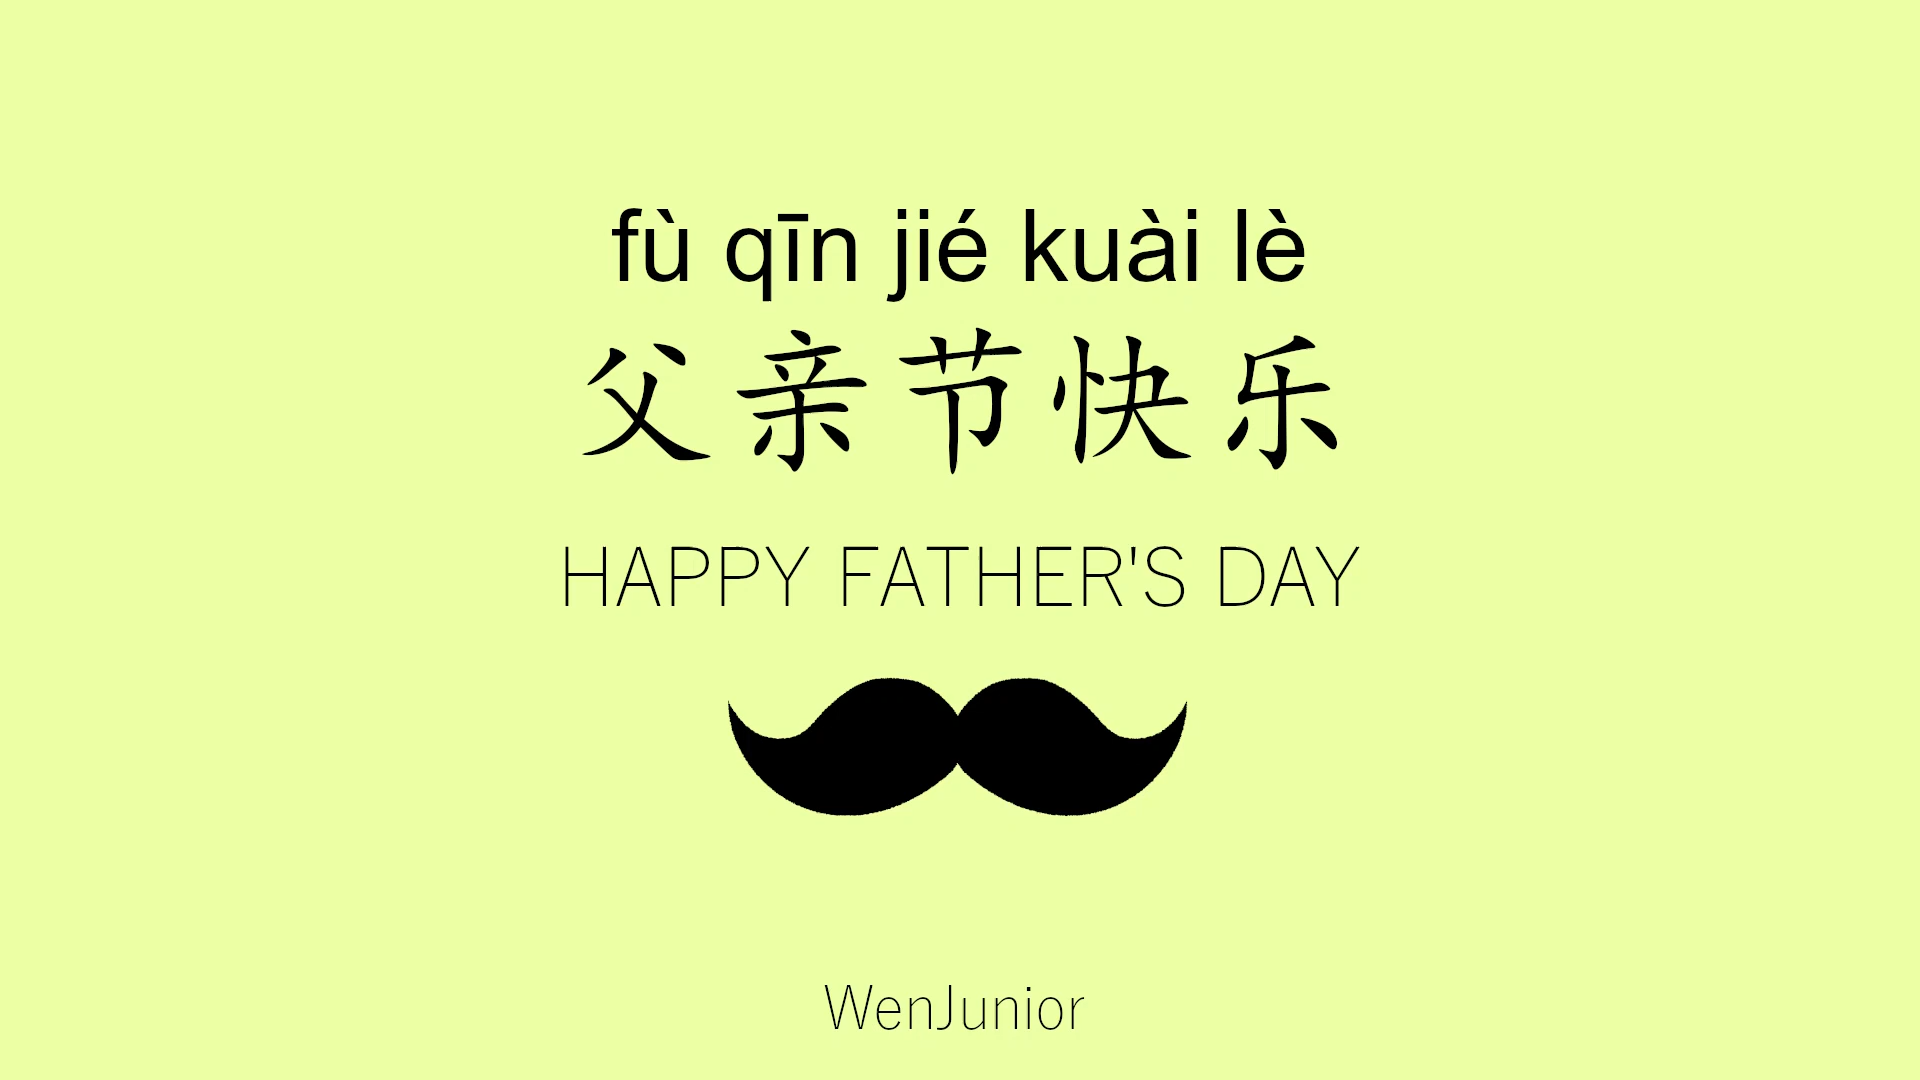 fù qīn jié kuài lè
父亲节快乐
HAPPY FATHER'S DAY
WenJunior